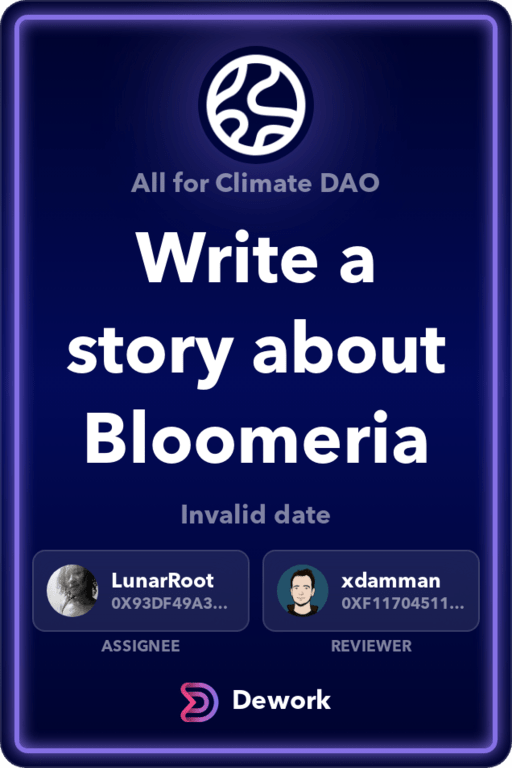 All for Climate DAO
Write a
story about
Bloomeria
Invalid date
LunarRoot
0X93DF49A3...
xdamman
0XF11704511...
ASSIGNEE
REVIEWER
Dework